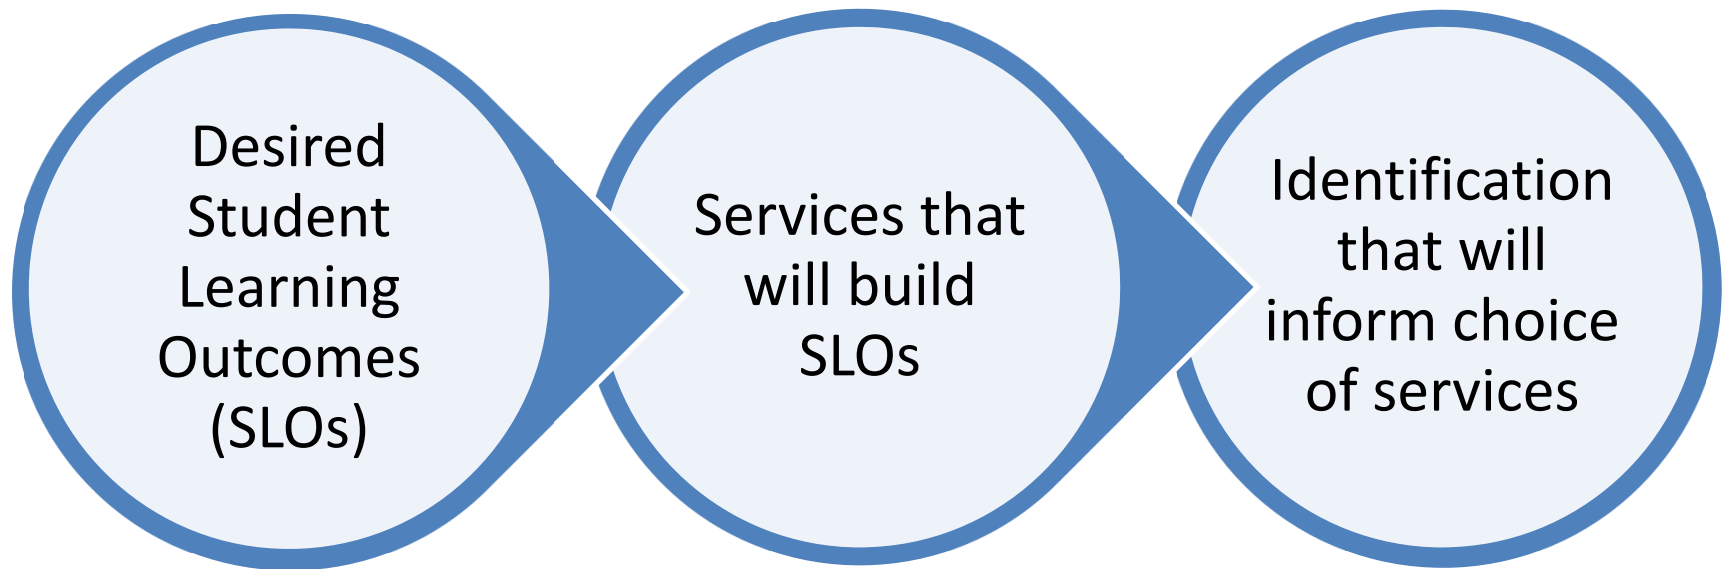 Desired
Student
Learning
Outcomes
(SLOs)
Services that
will build
SLOs
Identification
that will
inform choice
of services